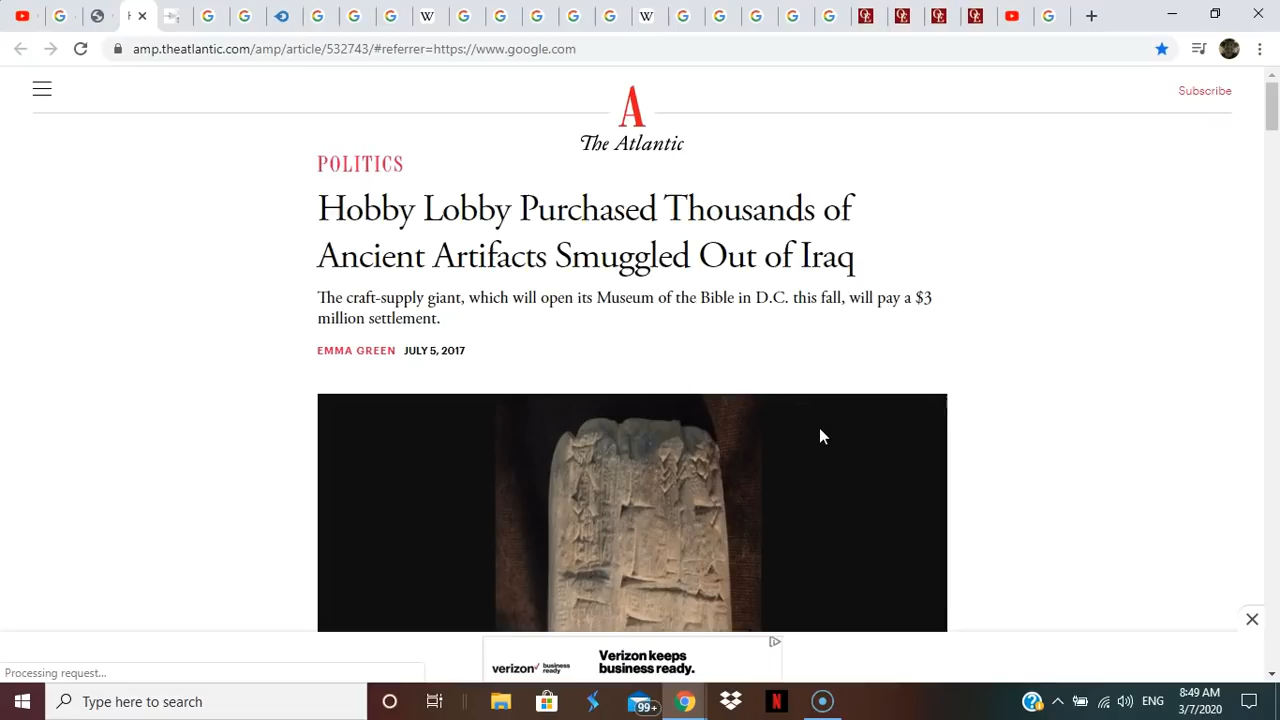 amp.theatlantic.com/amp/article/532743/#referrer=https://www.google.com
Subscribe
A
The Atlantic
POLITICS
Hobby Lobby Purchased Thousands of
Ancient Artifacts Smuggled Out of Iraq
The craft-supply giant, which will open its Museum of the Bible in D.C. this fall, will pay a $3
million settlement.
EMMA GREEN JULY 5, 2017
verizon✓ business ready
Verizon keeps
business ready.
Processing request...
Type here to search
99+
N
ENG
8:49 AM
3/7/2020